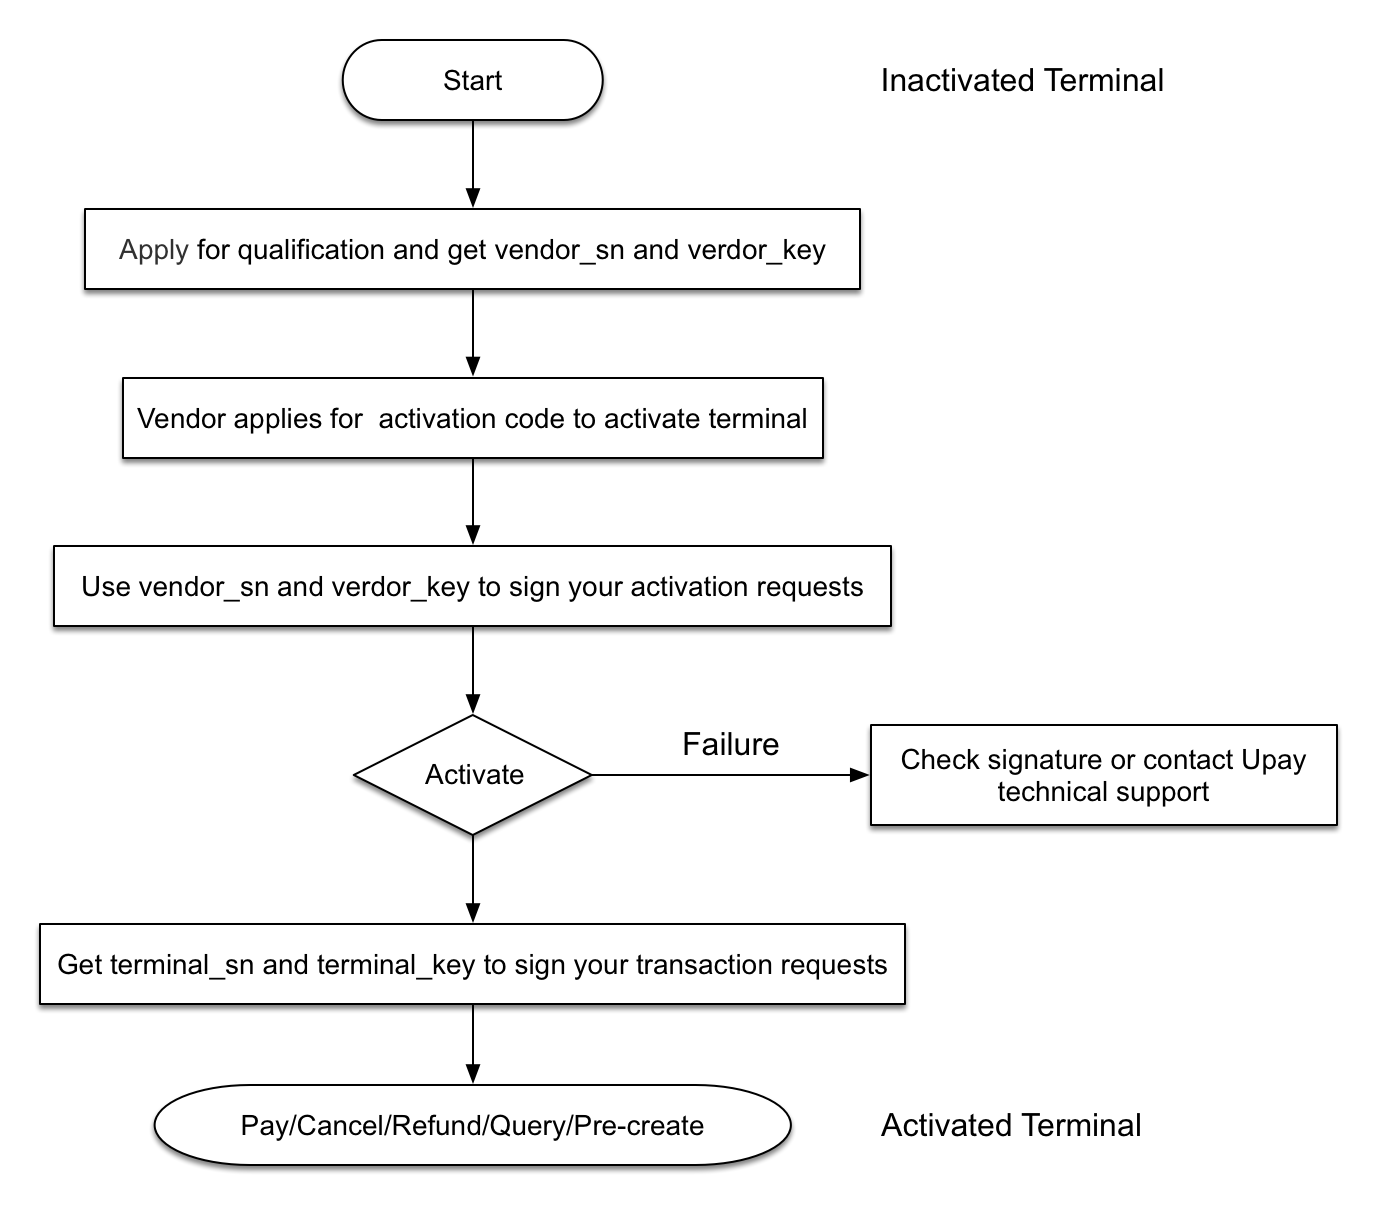 Start
Inactivated Terminal
Apply for qualification and get vendor_sn and verdor_key
Vendor applies for  activation code to activate terminal
Use vendor_sn and verdor_key to sign your activation requests
Activate
Failure
Check signature or contact Upay
technical support
Get terminal_sn and terminal_key to sign your transaction requests
Pay/Cancel/Refund/Query/Pre-create
Activated Terminal